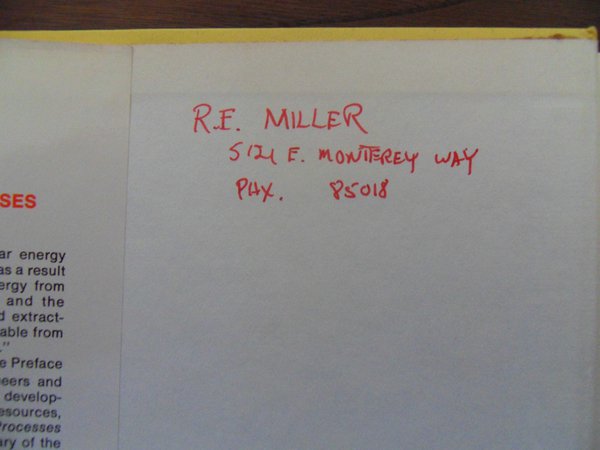 R.E. MILLER
5121 E. MONTEREY WAY
PHX. 85018
SES
ar energy
as a result
ergy from
and the
d extract-
able from
."
e Preface
eers and
develop-
esources,
Processes
ary of the